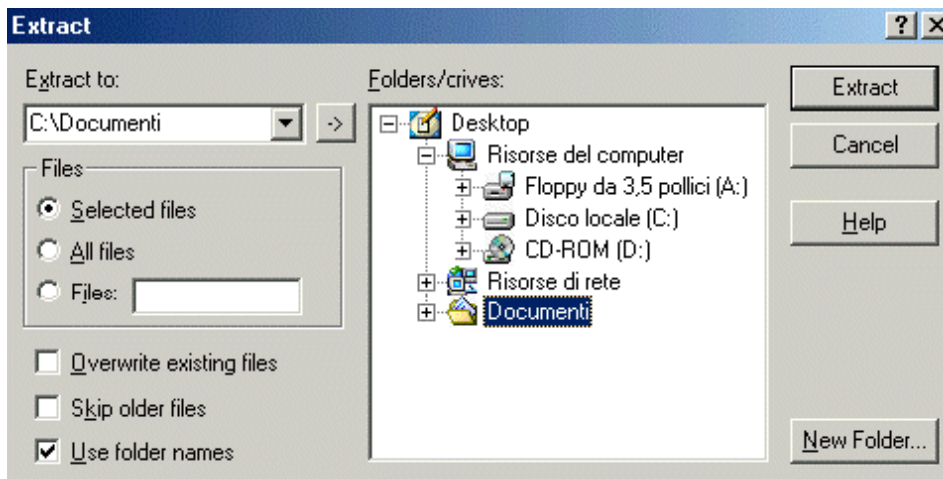 Extract
Extract to:
C:\Documenti
->
Files
Selected files
All files
Files:
Overwrite existing files
Skip older files
Use folder names
Folders/crives:
Desktop
Risorse del computer
Floppy da 3,5 pollici (A:)
Disco locale (C:)
CD-ROM (D:)
Risorse di rete
Documenti
Extract
Cancel
Help
New Folder...